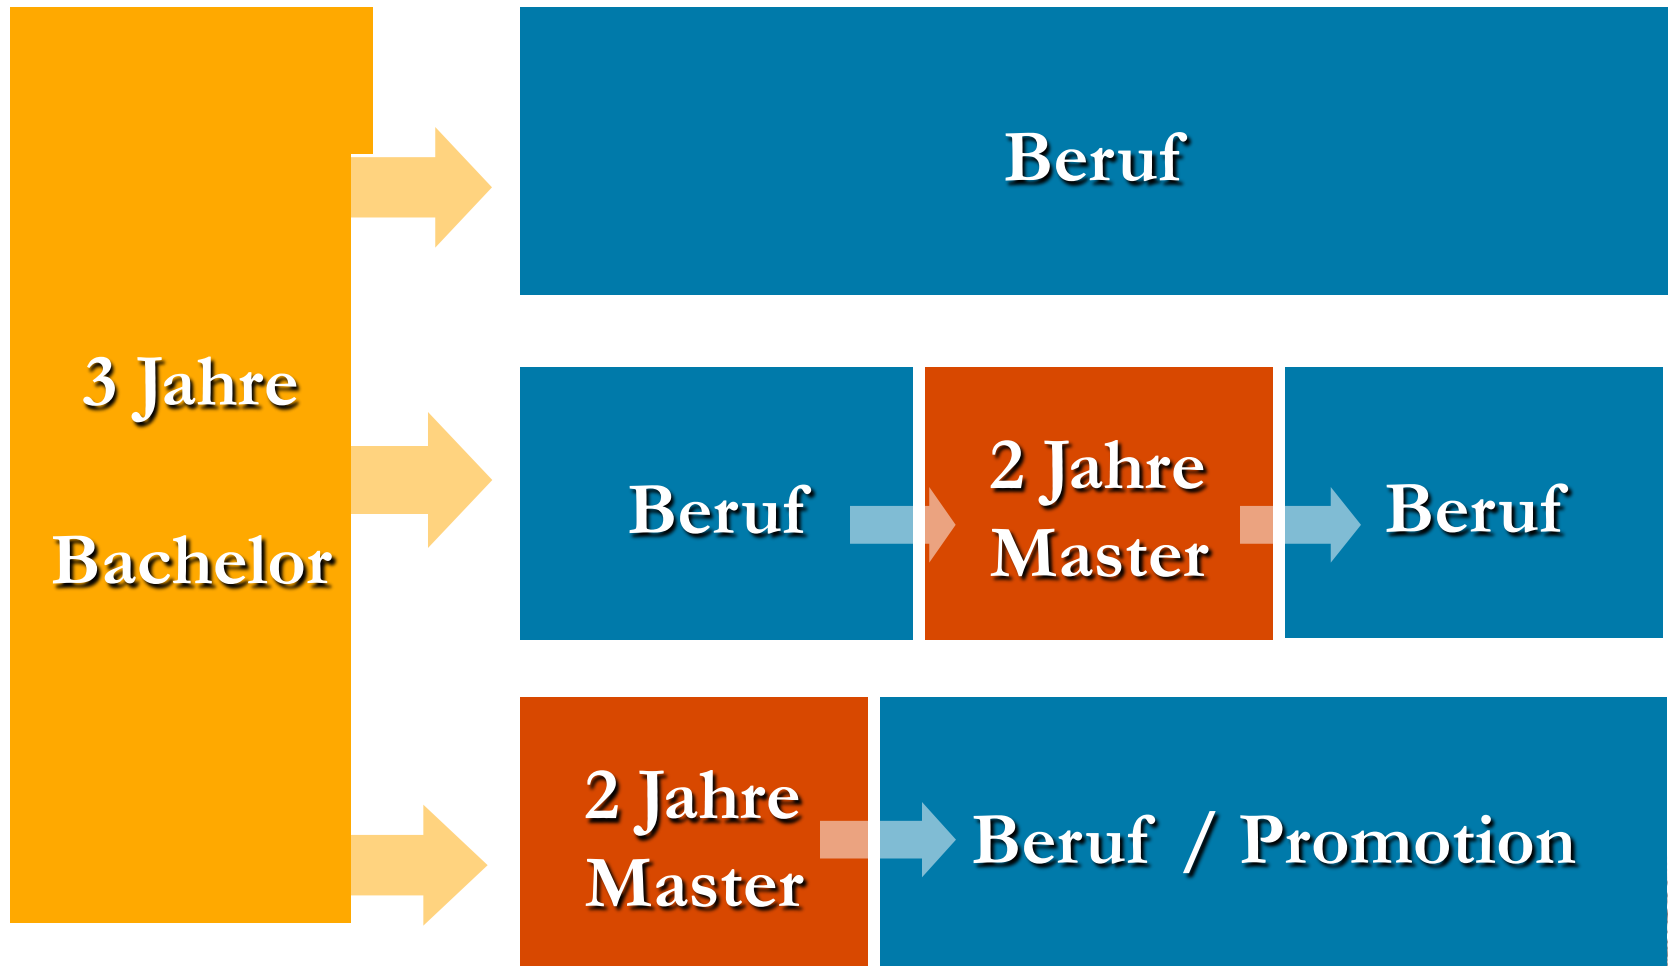 3 Jahre
Bachelor
Beruf
Beruf
2 Jahre
Master
Beruf
2 Jahre
Master
Beruf / Promotion